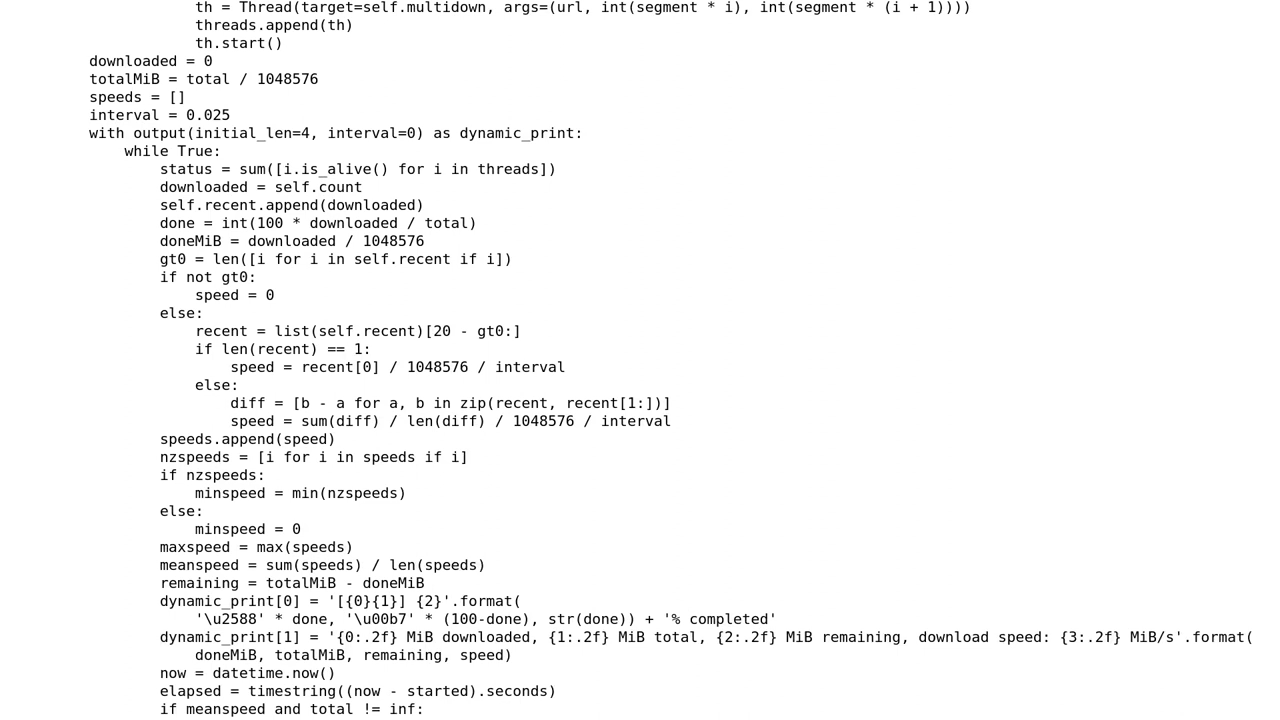 th = Thread(target=self.multidown, args=(url, int(segment * i), int(segment * (i + 1))))
            threads.append(th)
            th.start()
downloaded = 0
totalMiB = total / 1048576
speeds = []
interval = 0.025
with output(initial_len=4, interval=0) as dynamic_print:
    while True:
        status = sum([i.is_alive() for i in threads])
        downloaded = self.count
        self.recent.append(downloaded)
        done = int(100 * downloaded / total)
        doneMiB = downloaded / 1048576
        gt0 = len([i for i in self.recent if i])
        if not gt0:
            speed = 0
        else:
            recent = list(self.recent)[20 - gt0:]
            if len(recent) == 1:
                speed = recent[0] / 1048576 / interval
            else:
                diff = [b - a for a, b in zip(recent, recent[1:])]
                speed = sum(diff) / len(diff) / 1048576 / interval
        speeds.append(speed)
        nzspeeds = [i for i in speeds if i]
        if nzspeeds:
            minspeed = min(nzspeeds)
        else:
            minspeed = 0
        maxspeed = max(speeds)
        meanspeed = sum(speeds) / len(speeds)
        remaining = totalMiB - doneMiB
        dynamic_print[0] = '[{0}{1}] {2}'.format(
            '\u2588' * done, '\u00b7' * (100-done), str(done)) + '% completed'
        dynamic_print[1] = '{0:.2f} MiB downloaded, {1:.2f} MiB total, {2:.2f} MiB remaining, download speed: {3:.2f} MiB/s'.format(
            doneMiB, totalMiB, remaining, speed)
        now = datetime.now()
        elapsed = timestring((now - started).seconds)
        if meanspeed and total != inf: